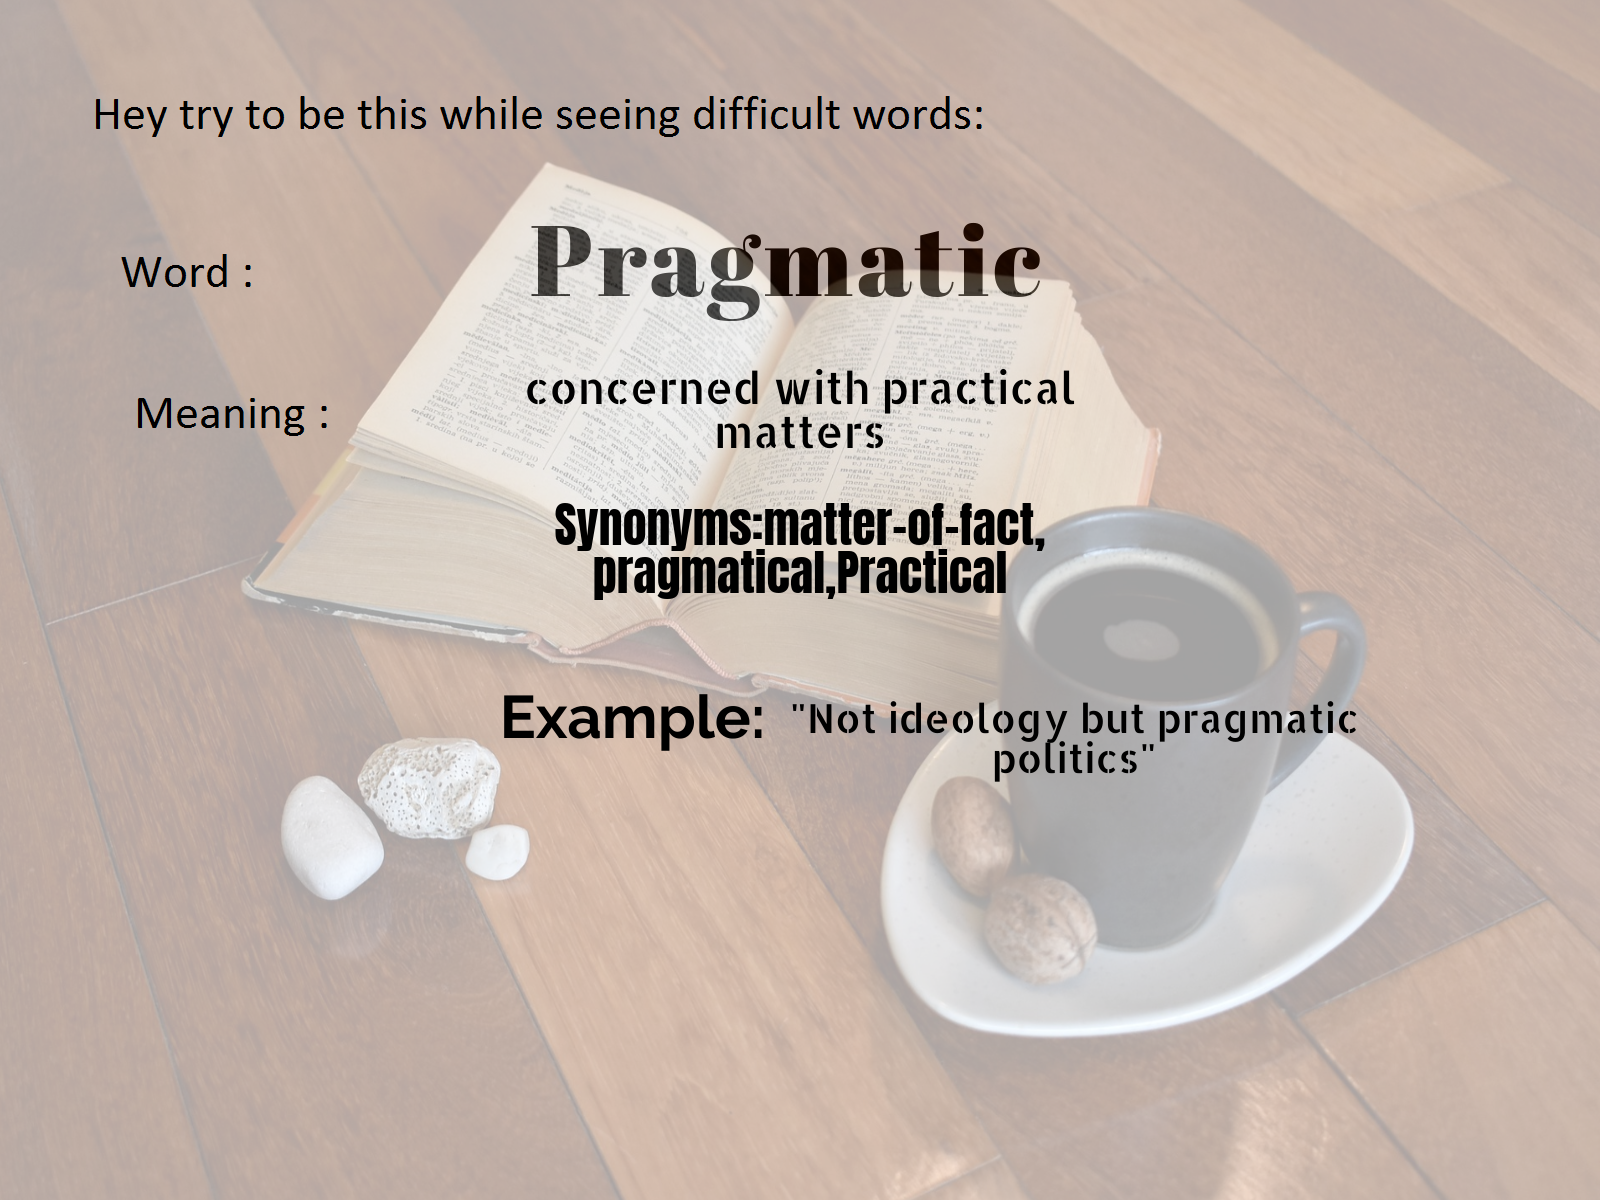 Hey try to be this while seeing difficult words:
Word :
Pragmatic
Meaning :
concerned with practical
matters
Synonyms:matter-of-fact,
pragmatical,Practical
Example: "Not ideology but pragmatic
politics"